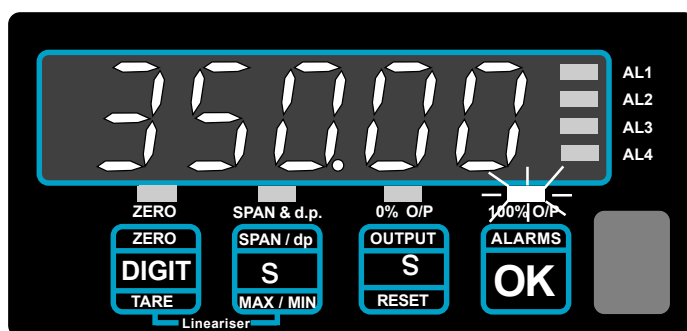 350.00
AL1
AL2
AL3
AL4
ZERO SPAN & d.p. 0% O/P 100% O/P
ZERO SPAN / dp OUTPUT ALARMS
DIGIT S S OK
TARE MAX / MIN RESET
Lineariser